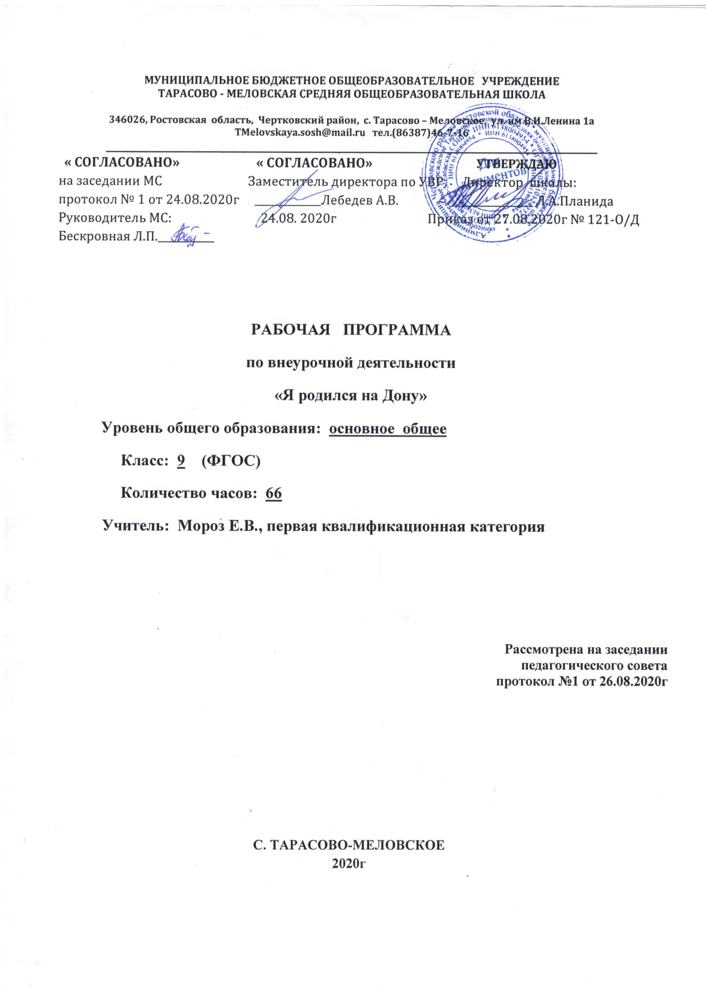 МУНИЦИПАЛЬНОЕ БЮДЖЕТНОЕ ОБЩЕОБРАЗОВАТЕЛЬНОЕ УЧРЕЖДЕНИЕ
ТАРАСОВО - МЕЛОВСКАЯ СРЕДНЯЯ ОБЩЕОБРАЗОВАТЕЛЬНАЯ ШКОЛА
346026, Ростовская область, Чертковский район, с. Тарасово – Меловское, ул. им В.И.Ленина 1а
TMelovskaya.sosh@mail.ru тел.(86387)46-7-16
« СОГЛАСОВАНО»
на заседании МС
протокол № 1 от 24.08.2020г
Руководитель МС:
Бескровная Л.П.
« СОГЛАСОВАНО»
Заместитель директора по УВР
Лебедев А.В.
24.08. 2020г
УТВЕРЖДАЮ
Директор школы:
Л.А.Планида
Приказ от 27.08.2020г № 121-О/Д
Для
документов
ИНН 6138004954
РАБОЧАЯ ПРОГРАММА
по внеурочной деятельности
«Я родился на Дону»
Уровень общего образования: основное общее
Класс: 9 (ФГОС)
Количество часов: 66
Учитель: Мороз Е.В., первая квалификационная категория
Рассмотрена на заседании
педагогического совета
протокол №1 от 26.08.2020г
С. ТАРАСОВО-МЕЛОВСКОЕ
2020г